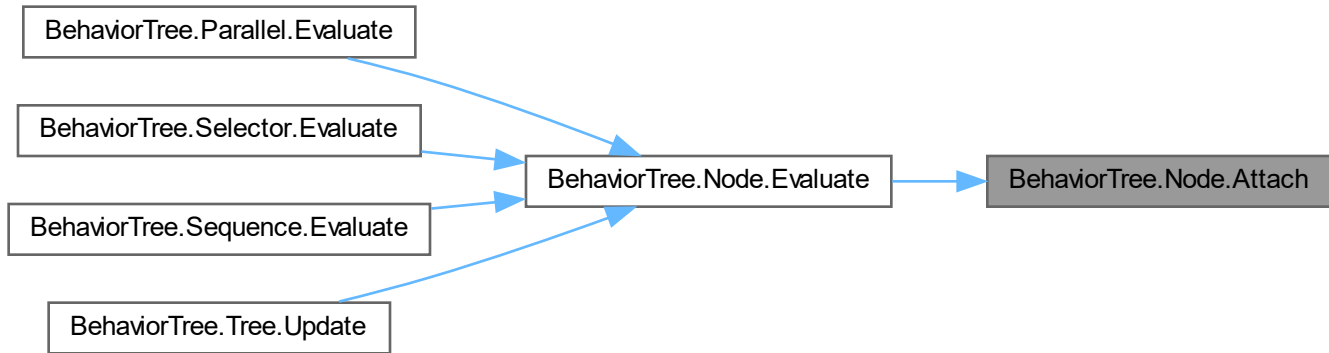 BehaviorTree.Parallel.Evaluate
BehaviorTree.Selector.Evaluate
BehaviorTree.Node.Evaluate
BehaviorTree.Node.Attach
BehaviorTree.Sequence.Evaluate
BehaviorTree.Tree.Update